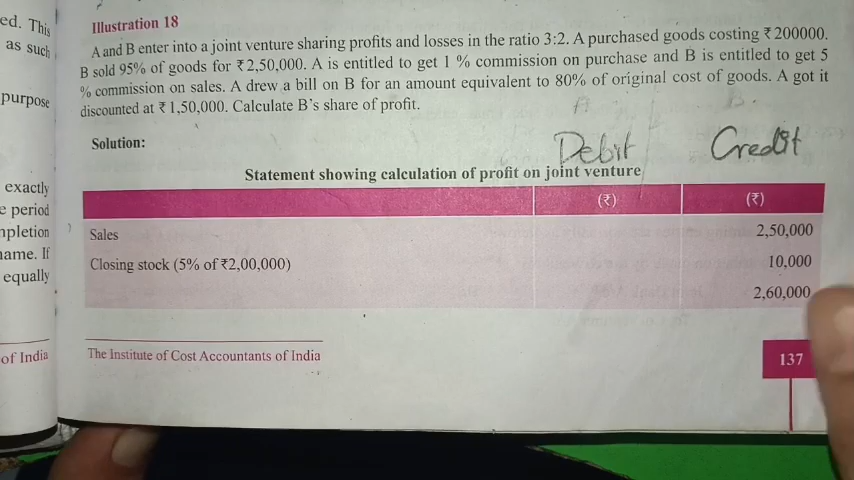 ed. This
as such
purpose
exactly
e period
mpletion
name. If
equally
of India
Illustration 18
A and B enter into a joint venture sharing profits and losses in the ratio 3:2. A purchased goods costing ₹ 200000.
B sold 95% of goods for ₹ 2,50,000. A is entitled to get 1 % commission on purchase and B is entitled to get 5
% commission on sales. A drew a bill on B for an amount equivalent to 80% of original cost of goods. A got it
discounted at ₹ 1,50,000. Calculate B's share of profit.
A B
Solution:
Debit Credit
Statement showing calculation of profit on joint venture
(₹) (₹)
Sales 2,50,000
Closing stock (5% of ₹2,00,000) 10,000
2,60,000
The Institute of Cost Accountants of India
137